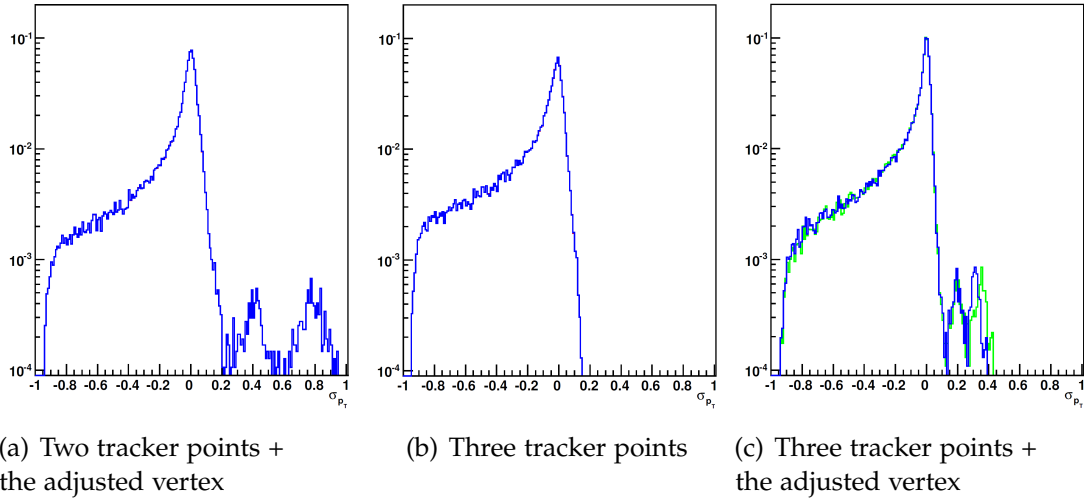 10⁻¹
10⁻²
10⁻³
10⁻⁴
-1 -0.8 -0.6 -0.4 -0.2 0 0.2 0.4 0.6 0.8 1
σ_{p_T}
(a) Two tracker points +
the adjusted vertex
10⁻¹
10⁻²
10⁻³
10⁻⁴
-1 -0.8 -0.6 -0.4 -0.2 0 0.2 0.4 0.6 0.8 1
σ_{p_T}
(b) Three tracker points
10⁻¹
10⁻²
10⁻³
10⁻⁴
-1 -0.8 -0.6 -0.4 -0.2 0 0.2 0.4 0.6 0.8 1
σ_{p_T}
(c) Three tracker points +
the adjusted vertex